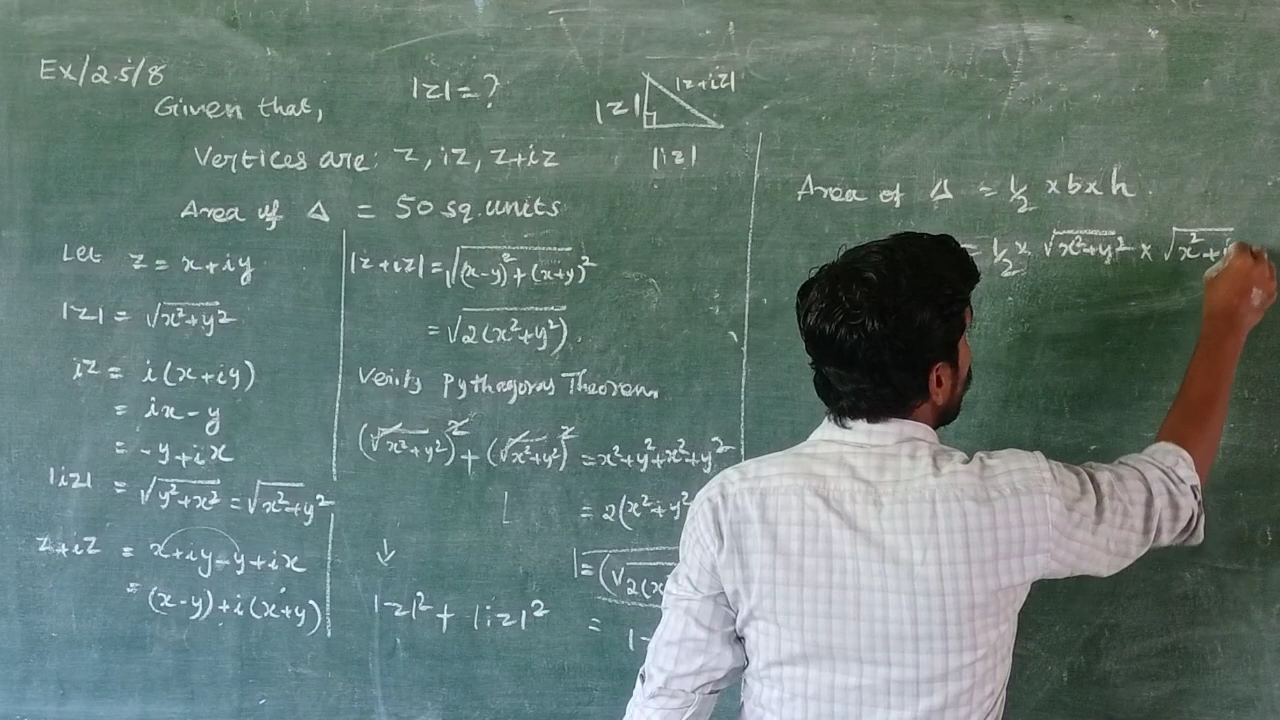 Ex/2.5/8
|z| = ?
Given that,
|z|
|z+iz|
|iz|
Vertices are: z, iz, z+iz
Area of Δ = 50 sq.units
Let z = x+iy
|z| = √x²+y²
iz = i(x+iy)
= ix-y
= -y+ix
|iz| = √y²+x² = √x²+y²
z+iz = x+iy-y+ix
= (x-y)+i(x+y)
|z+iz| = √(x-y)²+(x+y)²
= √2(x²+y²).
Verify Pythagoras Theorem.
(√x²+y²)² + (√x²+y²)² = x²+y²+x²+y²
= 2(x²+y²
= (√2(x
|z|² + |iz|² =
Area of Δ = ½ × b × h
= ½ × √x²+y² × √x²+